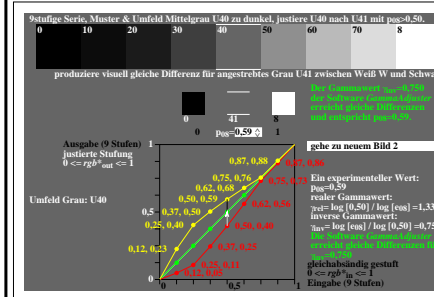 9stufige Serie, Muster & Umfeld Mittelgrau U40 zu dunkel, justiere U40 nach U41 mit p08>0,50.
0 10 20 30 40 50 60 70 8
produziere visuell gleiche Differenz für angestrebtes Grau U41 zwischen Weiß W und Schwa
Der Gammawert γinv=0,750
der Software GammaAdjuster
erreicht gleiche Differenzen
und entspricht p08=0.59.
0 41 8
0 p08=0,59 1
Ausgabe (9 Stufen)
justierte Stufung
0 <= rgb*out <= 1
gehe zu neuem Bild 2
Umfeld Grau: U40
1
0,87, 0,88
0,87, 0,86
0,75, 0,76
0,75, 0,73
0,62, 0,68
0,50, 0,59
0,62, 0,56
0,5
0,37, 0,50
0,50, 0,40
0,25, 0,40
0,37, 0,25
0,12, 0,23
0,25, 0,11
0,12, 0,05
0
0,5
1
Ein experimenteller Wert:
p08=0,59
realer Gammawert:
γrel= log [0,50] / log [e08] =1,33
inverse Gammawert:
γinv= log [e08] / log [0,50] =0,75
Die Software GammaAdjuster
erreicht gleiche Differenzen fü
γinv=0,750
gleichabständig gestuft
0 <= rgb*in <= 1
Eingabe (9 Stufen)